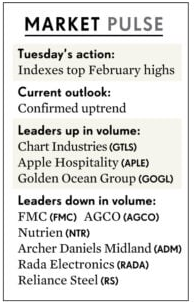 MARKET PULSE
Tuesday's action:
Indexes top February highs
Current outlook:
Confirmed uptrend
Leaders up in volume:
Chart Industries (GTLS)
Apple Hospitality (APLE)
Golden Ocean Group (GOGL)
Leaders down in volume:
FMC (FMC) AGCO (AGCO)
Nutrien (NTR)
Archer Daniels Midland (ADM)
Rada Electronics (RADA)
Reliance Steel (RS)